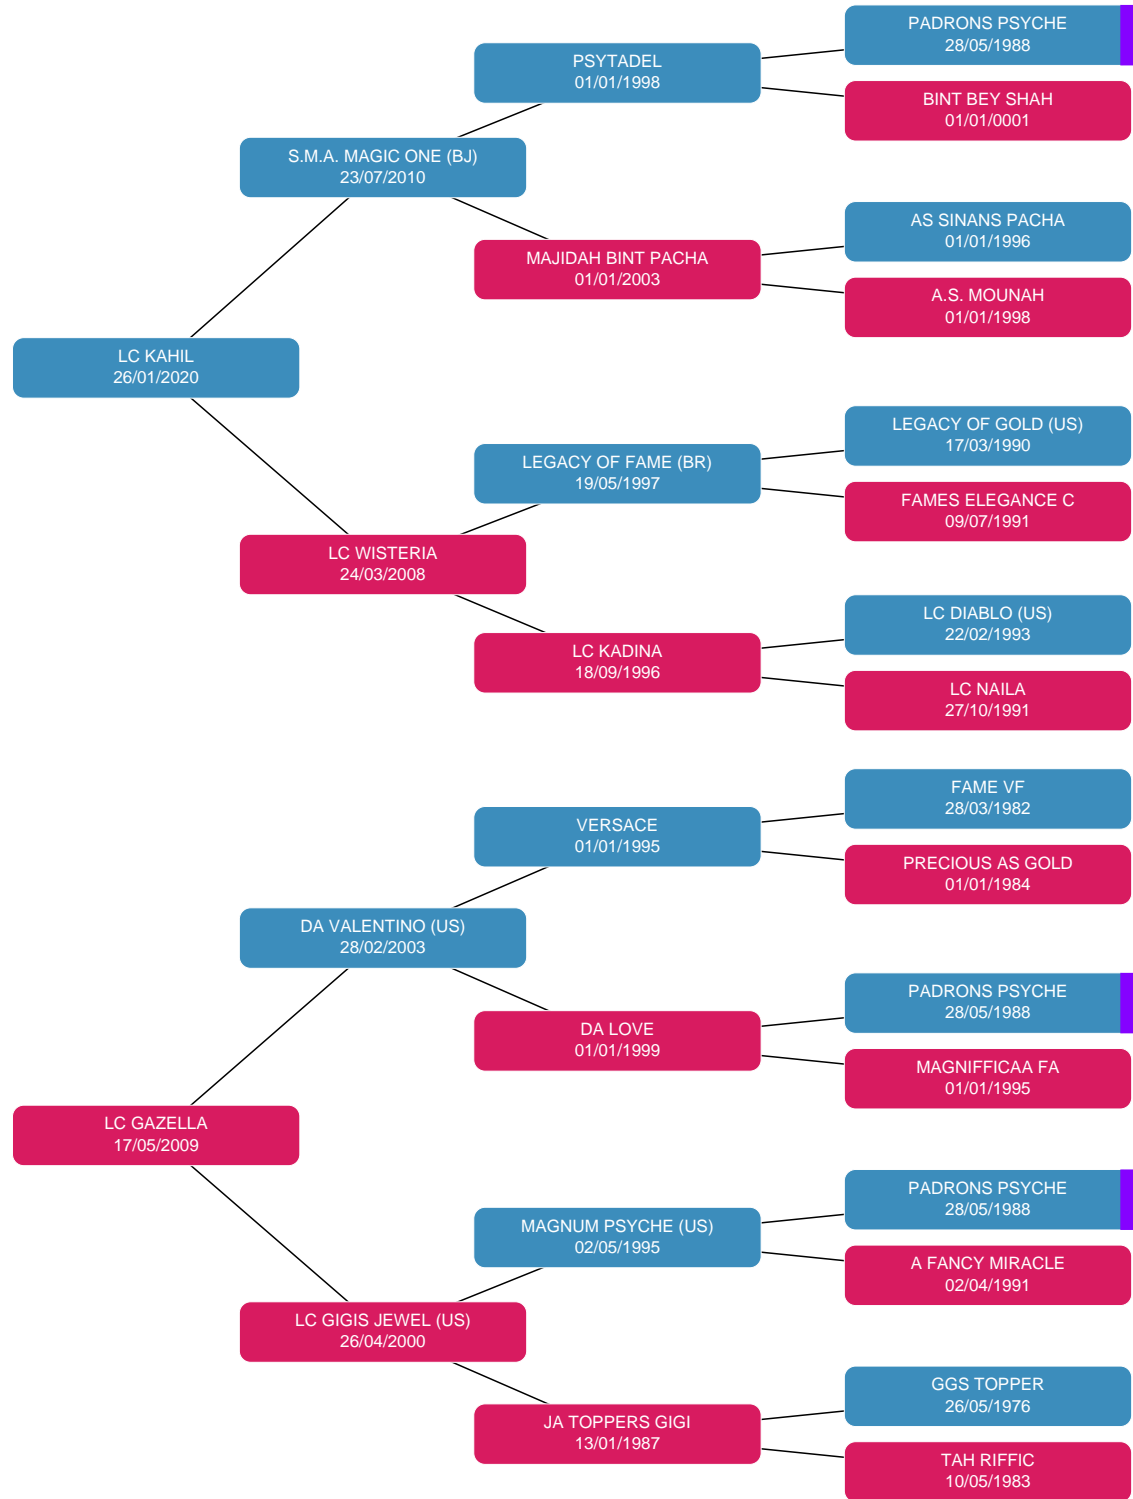 PADRONS PSYCHE
28/05/1988
PSYTADEL
01/01/1998
BINT BEY SHAH
01/01/0001
S.M.A. MAGIC ONE (BJ)
23/07/2010
AS SINANS PACHA
01/01/1996
MAJIDAH BINT PACHA
01/01/2003
A.S. MOUNAH
01/01/1998
LC KAHIL
26/01/2020
LEGACY OF GOLD (US)
17/03/1990
LEGACY OF FAME (BR)
19/05/1997
FAMES ELEGANCE C
09/07/1991
LC WISTERIA
24/03/2008
LC DIABLO (US)
22/02/1993
LC KADINA
18/09/1996
LC NAILA
27/10/1991
FAME VF
28/03/1982
VERSACE
01/01/1995
PRECIOUS AS GOLD
01/01/1984
DA VALENTINO (US)
28/02/2003
PADRONS PSYCHE
28/05/1988
DA LOVE
01/01/1999
MAGNIFFICAA FA
01/01/1995
LC GAZELLA
17/05/2009
PADRONS PSYCHE
28/05/1988
MAGNUM PSYCHE (US)
02/05/1995
A FANCY MIRACLE
02/04/1991
LC GIGIS JEWEL (US)
26/04/2000
GGS TOPPER
26/05/1976
JA TOPPERS GIGI
13/01/1987
TAH RIFFIC
10/05/1983